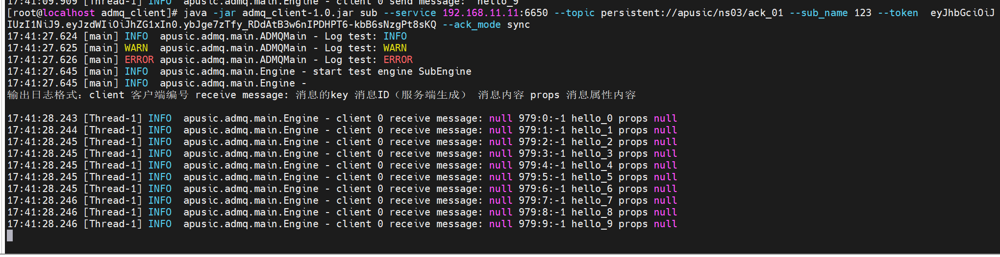 17:41:09.909 [Thread-1] INFO  apusic.admq.main.Engine - client 0 send message:  hello_9
[root@localhost admq_client]# java -jar admq_client-1.0.jar sub --service 192.168.11.11:6650 --topic persistent://apusic/ns03/ack_01 --sub_name 123 --token  eyJhbGciOiJ
IUzI1NiJ9.eyJzdWIiOiJhZG1xIn0.ybJge7zTfy_RDdAtB3w6nIPDHPT6-kbB6sNzgPt8sKQ --ack_mode sync
17:41:27.624 [main] INFO  apusic.admq.main.ADMQMain - Log test: INFO
17:41:27.625 [main] WARN  apusic.admq.main.ADMQMain - Log test: WARN
17:41:27.626 [main] ERROR apusic.admq.main.ADMQMain - Log test: ERROR
17:41:27.645 [main] INFO  apusic.admq.main.Engine - start test engine SubEngine
17:41:27.645 [main] INFO  apusic.admq.main.Engine -
输出日志格式：client 客户端编号 receive message: 消息的key 消息ID（服务端生成） 消息内容 props 消息属性内容
17:41:28.243 [Thread-1] INFO  apusic.admq.main.Engine - client 0 receive message: null 979:0:-1 hello_0 props null
17:41:28.244 [Thread-1] INFO  apusic.admq.main.Engine - client 0 receive message: null 979:1:-1 hello_1 props null
17:41:28.245 [Thread-1] INFO  apusic.admq.main.Engine - client 0 receive message: null 979:2:-1 hello_2 props null
17:41:28.245 [Thread-1] INFO  apusic.admq.main.Engine - client 0 receive message: null 979:3:-1 hello_3 props null
17:41:28.245 [Thread-1] INFO  apusic.admq.main.Engine - client 0 receive message: null 979:4:-1 hello_4 props null
17:41:28.245 [Thread-1] INFO  apusic.admq.main.Engine - client 0 receive message: null 979:5:-1 hello_5 props null
17:41:28.245 [Thread-1] INFO  apusic.admq.main.Engine - client 0 receive message: null 979:6:-1 hello_6 props null
17:41:28.246 [Thread-1] INFO  apusic.admq.main.Engine - client 0 receive message: null 979:7:-1 hello_7 props null
17:41:28.246 [Thread-1] INFO  apusic.admq.main.Engine - client 0 receive message: null 979:8:-1 hello_8 props null
17:41:28.246 [Thread-1] INFO  apusic.admq.main.Engine - client 0 receive message: null 979:9:-1 hello_9 props null